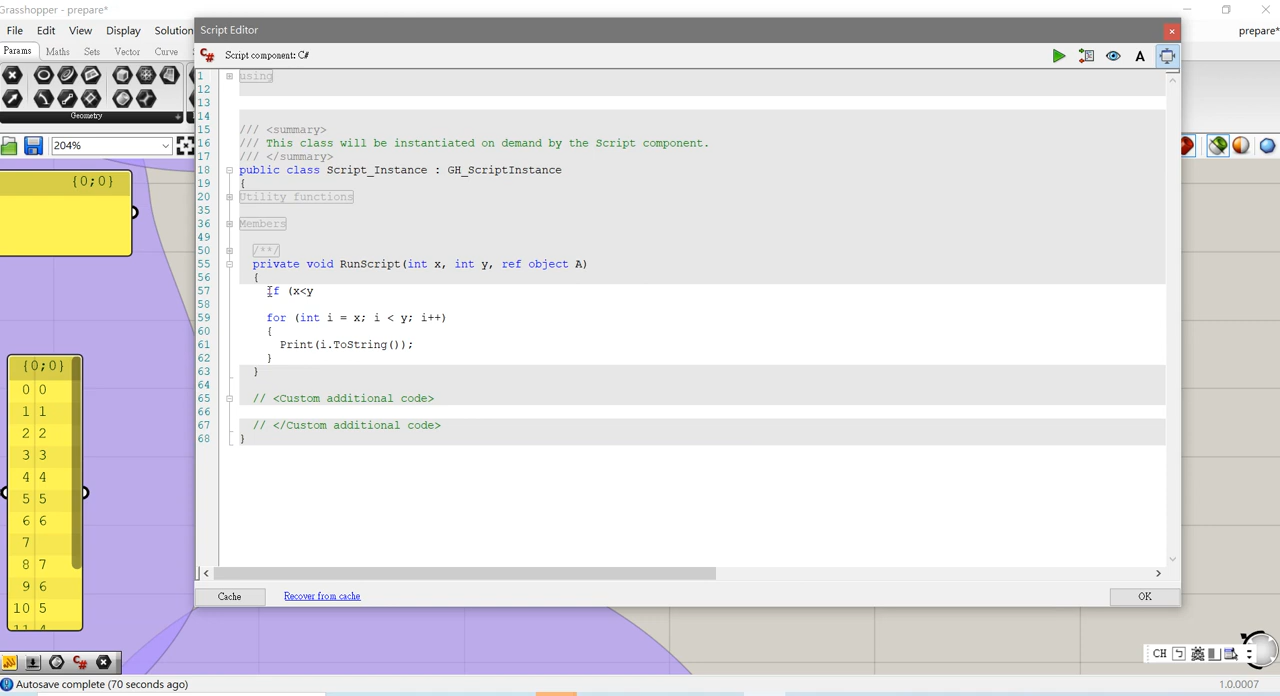 Grasshopper - prepare*
Script Editor
File Edit View Display Solution
prepare*
Params Maths Sets Vector Curve
C# Script component: C#
A
Geometry
204%
1 using
12
13
14
15 /// <summary>
16 /// This class will be instantiated on demand by the Script component.
17 /// </summary>
18 public class Script_Instance : GH_ScriptInstance
19 {
20 Utility functions
35
36 Members
49
50 /**/
55 private void RunScript(int x, int y, ref object A)
56 {
57 If (x<y
58
59 for (int i = x; i < y; i++)
60 {
61 Print(i.ToString());
62 }
63 }
64
65 // <Custom additional code>
66
67 // </Custom additional code>
68 }
{0;0}
{0;0}
0 0
1 1
2 2
3 3
4 4
5 5
6 6
7
8 7
9 6
10 5
11 4
Cache Recover from cache OK
C#
CH
Autosave complete (70 seconds ago)
1.0.0007